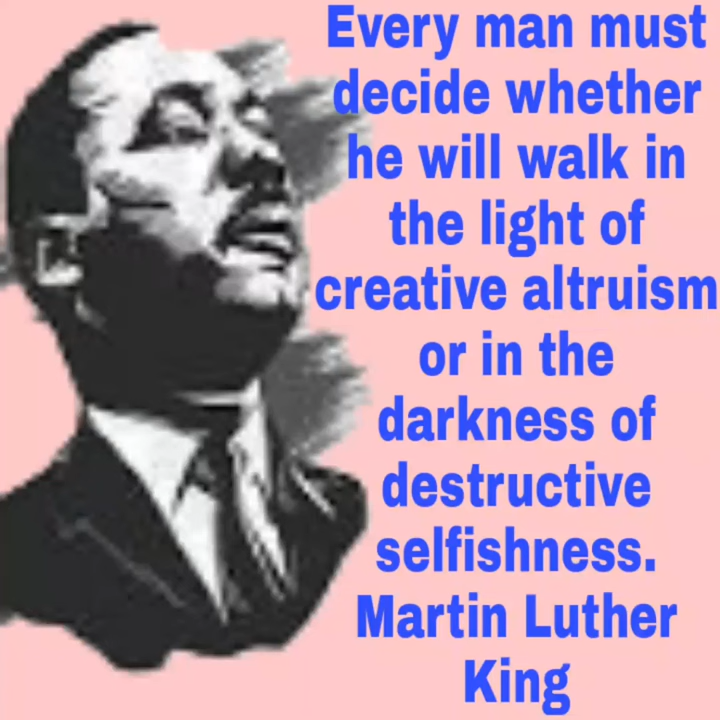 Every man must
decide whether
he will walk in
the light of
creative altruism
or in the
darkness of
destructive
selfishness.
Martin Luther
King